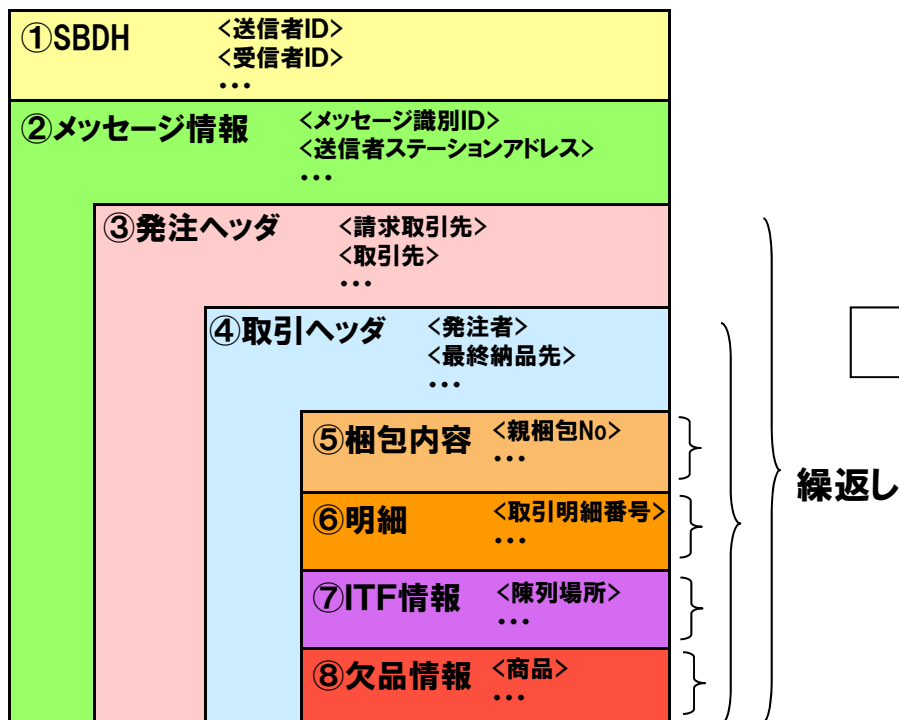 ①SBDH
<送信者ID>
<受信者ID>
・・・
②メッセージ情報
<メッセージ識別ID>
<送信者ステーションアドレス>
・・・
③発注ヘッダ
<請求取引先>
<取引先>
・・・
④取引ヘッダ
<発注者>
<最終納品先>
・・・
⑤梱包内容
<親梱包No>
・・・
⑥明細
<取引明細番号>
・・・
⑦ITF情報
<陳列場所>
・・・
⑧欠品情報
<商品>
・・・
繰返し